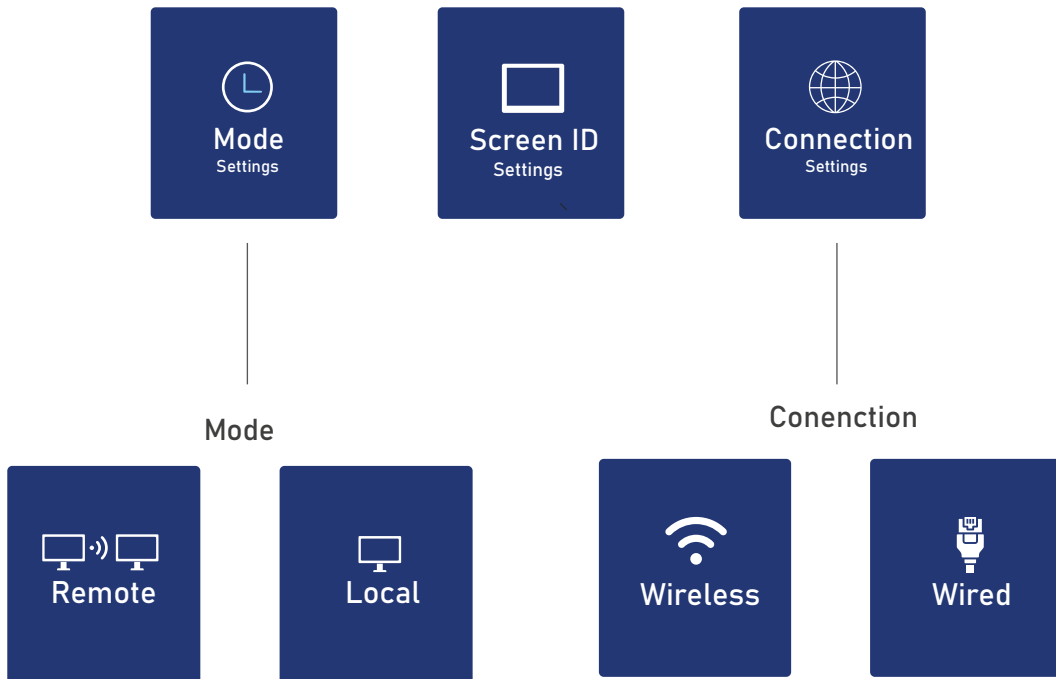 Mode
Settings
Screen ID
Settings
Connection
Settings
Mode
Conenction
Remote
Local
Wireless
Wired